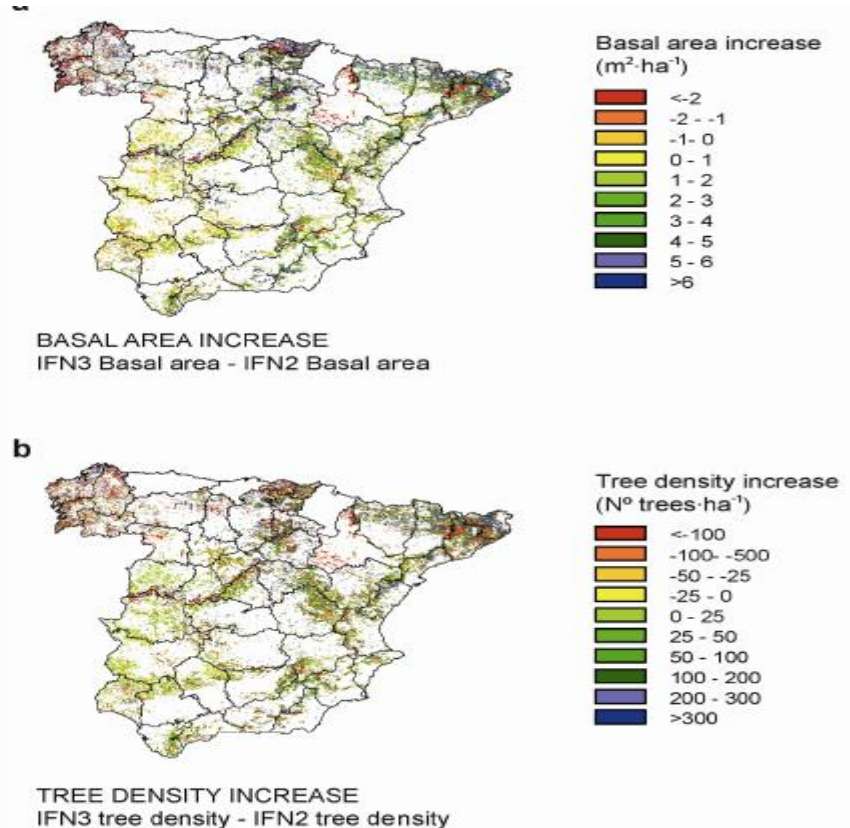 a
Basal area increase
(m²·ha⁻¹)
<-2
-2 - -1
-1- 0
0 - 1
1 - 2
2 - 3
3 - 4
4 - 5
5 - 6
>6
BASAL AREA INCREASE
IFN3 Basal area - IFN2 Basal area
b
Tree density increase
(Nº trees·ha⁻¹)
<-100
-100- -500
-50 - -25
-25 - 0
0 - 25
25 - 50
50 - 100
100 - 200
200 - 300
>300
TREE DENSITY INCREASE
IFN3 tree density - IFN2 tree density